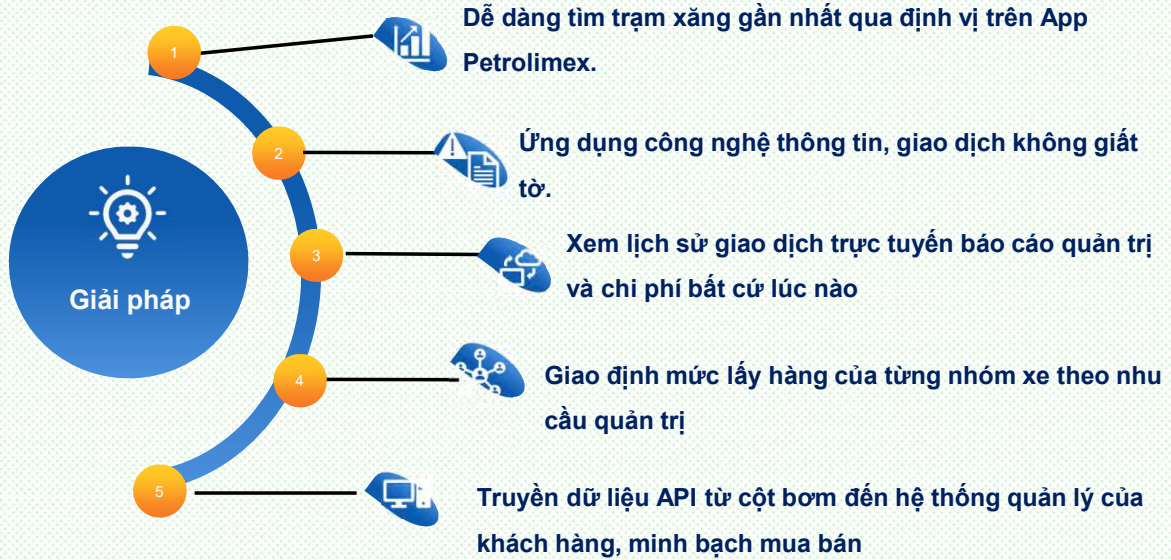 1
Dễ dàng tìm trạm xăng gần nhất qua định vị trên App
Petrolimex.
2
Ứng dụng công nghệ thông tin, giao dịch không giất
tờ.
Giải pháp
3
Xem lịch sử giao dịch trực tuyến báo cáo quản trị
và chi phí bất cứ lúc nào
4
Giao định mức lấy hàng của từng nhóm xe theo nhu
cầu quản trị
5
Truyền dữ liệu API từ cột bơm đến hệ thống quản lý của
khách hàng, minh bạch mua bán